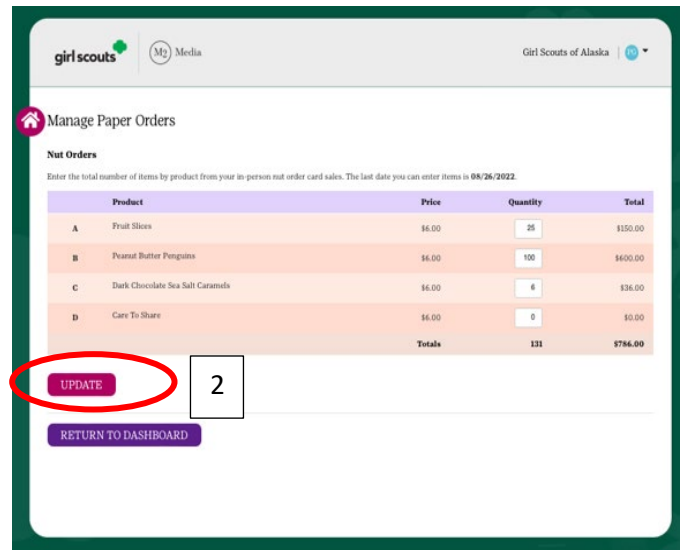 girl scouts M2 Media Girl Scouts of Alaska PG
Manage Paper Orders
Nut Orders
Enter the total number of items by product from your in-person nut order card sales. The last date you can enter items is 08/26/2022.
Product Price Quantity Total
A Fruit Slices $6.00 25 $150.00
B Peanut Butter Penguins $6.00 100 $600.00
C Dark Chocolate Sea Salt Caramels $6.00 6 $36.00
D Care To Share $6.00 0 $0.00
Totals 131 $786.00
UPDATE 2
RETURN TO DASHBOARD